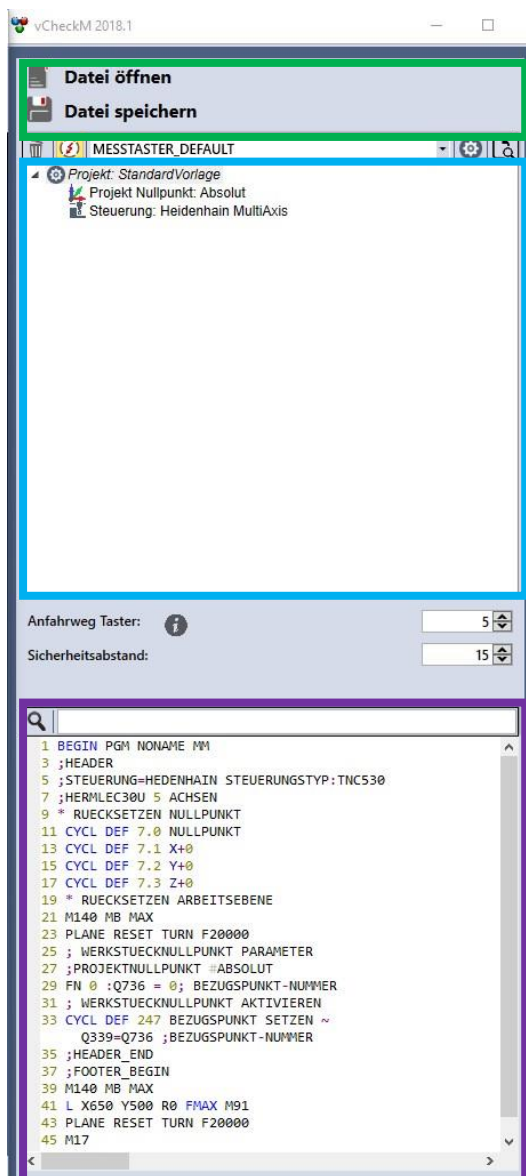 vCheckM 2018.1
Datei öffnen
Datei speichern
MESSTASTER_DEFAULT
Projekt: StandardVorlage
Projekt Nullpunkt: Absolut
Steuerung: Heidenhain MultiAxis
Anfahrweg Taster: 5
Sicherheitsabstand: 15
1 BEGIN PGM NONAME MM
3 ;HEADER
5 ;STEUERUNG=HEDENHAIN STEUERUNGSTYP:TNC530
7 ;HERMLEC30U 5 ACHSEN
9 * RUECKSETZEN NULLPUNKT
11 CYCL DEF 7.0 NULLPUNKT
13 CYCL DEF 7.1 X+0
15 CYCL DEF 7.2 Y+0
17 CYCL DEF 7.3 Z+0
19 * RUECKSETZEN ARBEITSEBENE
21 M140 MB MAX
23 PLANE RESET TURN F20000
25 ; WERKSTUECKNULLPUNKT PARAMETER
27 ;PROJEKTNULLPUNKT #ABSOLUT
29 FN 0 :Q736 = 0; BEZUGSPUNKT-NUMMER
31 ; WERKSTUECKNULLPUNKT AKTIVIEREN
33 CYCL DEF 247 BEZUGSPUNKT SETZEN ~
Q339=Q736 ;BEZUGSPUNKT-NUMMER
35 ;HEADER_END
37 ;FOOTER_BEGIN
39 M140 MB MAX
41 L X650 Y500 R0 FMAX M91
43 PLANE RESET TURN F20000
45 M17